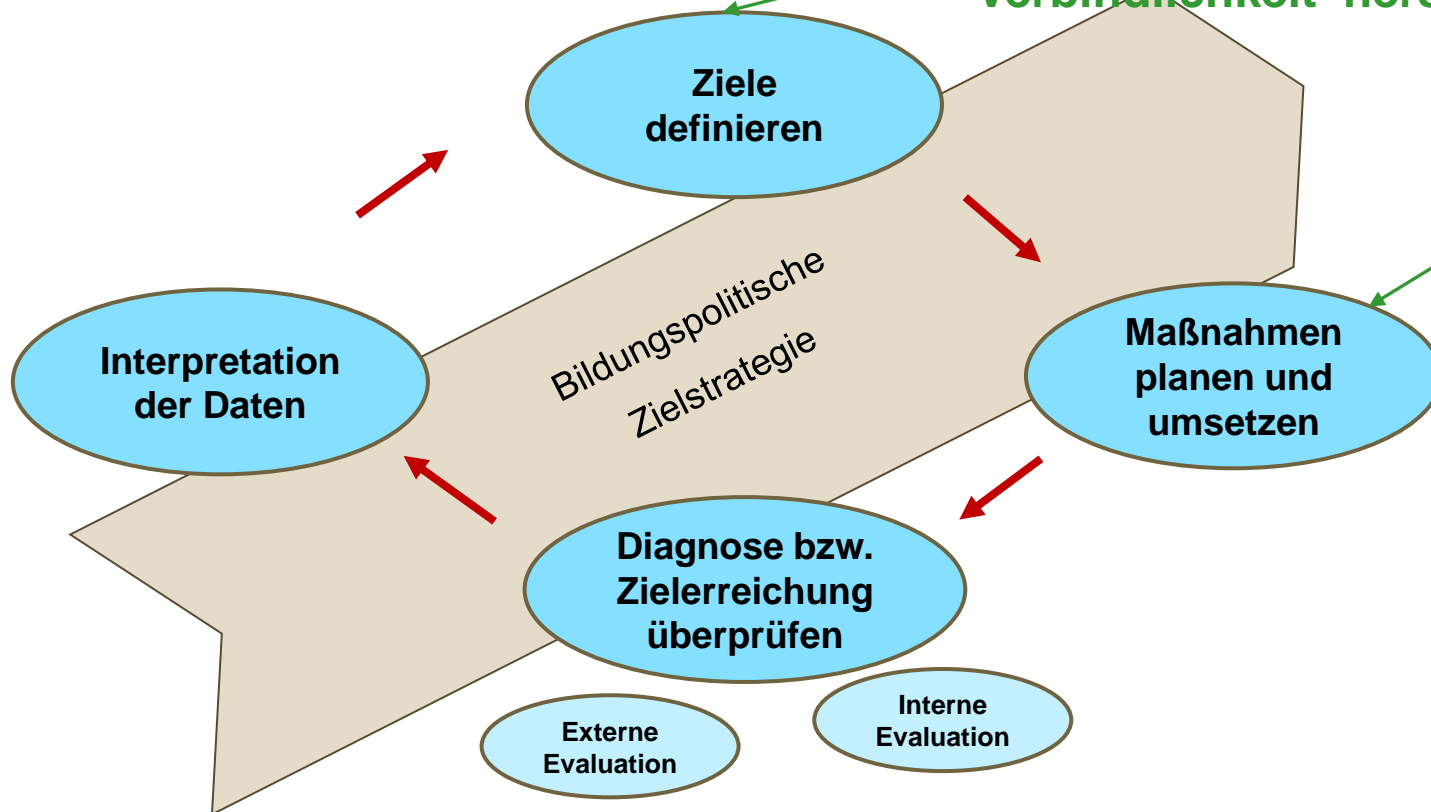 Ziele
definieren
Bildungspolitische
Zielstrategie
Interpretation
der Daten
Maßnahmen
planen und
umsetzen
Diagnose bzw.
Zielerreichung
überprüfen
Externe
Evaluation
Interne
Evaluation